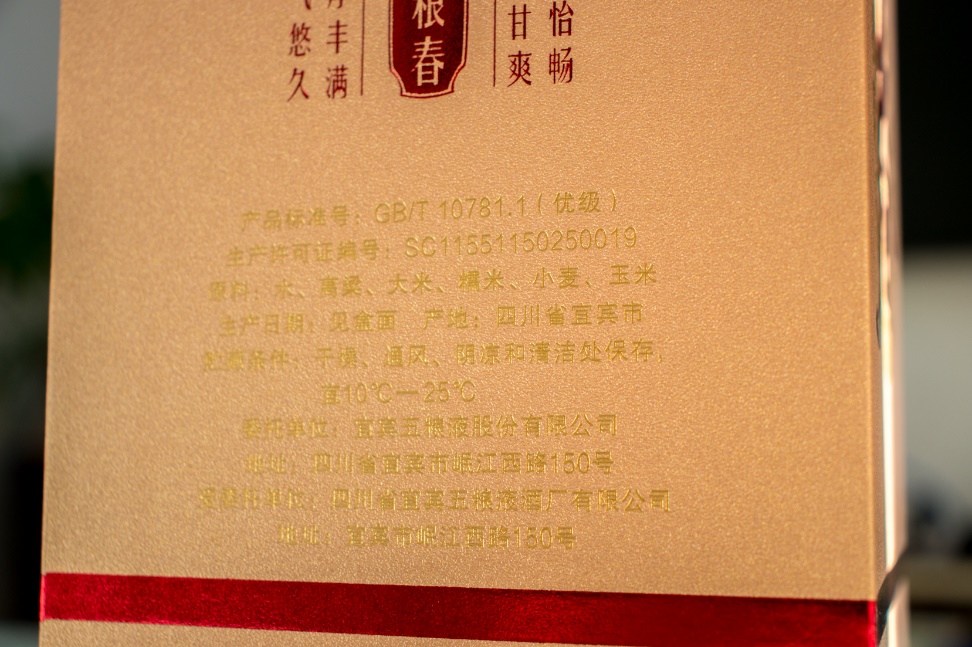 悠久
丰满
粮春
甘爽
怡畅
产品标准号：GB/T 10781.1（优级）
生产许可证编号：SC11551150250019
原料：水、高粱、大米、糯米、小麦、玉米
生产日期：见盒面 产地：四川省宜宾市
贮藏条件：干燥、通风、阴凉和清洁处保存，
宜10℃—25℃
委托单位：宜宾五粮液股份有限公司
地址：四川省宜宾市岷江西路150号
受委托单位：四川省宜宾五粮液酒厂有限公司
地址：宜宾市岷江西路150号